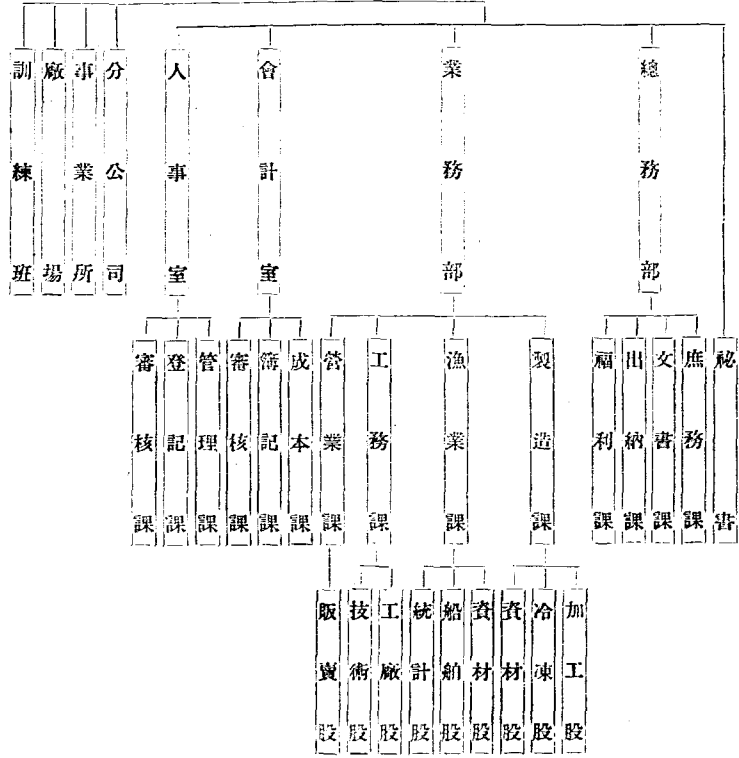 祕書
總務部
業務部
會計室
人事室
分公司
事業所
廠場
訓練班
庶務課
文書課
出納課
福利課
製造課
漁業課
工務課
營業課
成本課
簿記課
審核課
管理課
登記課
審核課
加工股
冷凍股
資材股
資材股
船舶股
統計股
工廠股
技術股
販賣股